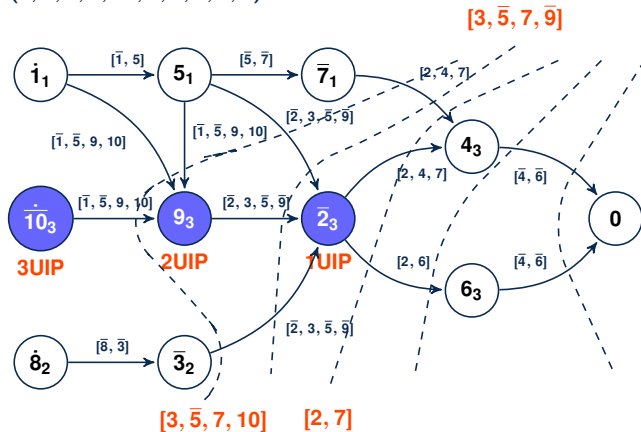 [3, 5̅, 7, 9̅]
[1̅, 5] [5̅, 7̅]
1̇₁ 5₁ 7̅₁ [2, 4, 7]
[1̅, 5̅, 9, 10] [1̅, 5̅, 9, 10] [2̅, 3, 5̅, 9̅]
4₃
[2, 4, 7] [4̅, 6̅]
[1̅, 5̅, 9, 10] [2̅, 3, 5̅, 9̅]
1̅0̅̇₃ 9₃ 2̅₃ 0
3UIP 2UIP 1UIP [2, 6] [4̅, 6̅]
6₃
[8̅, 3̅] [2̅, 3, 5̅, 9̅]
8̇₂ 3̅₂
[3, 5̅, 7, 10] [2, 7]